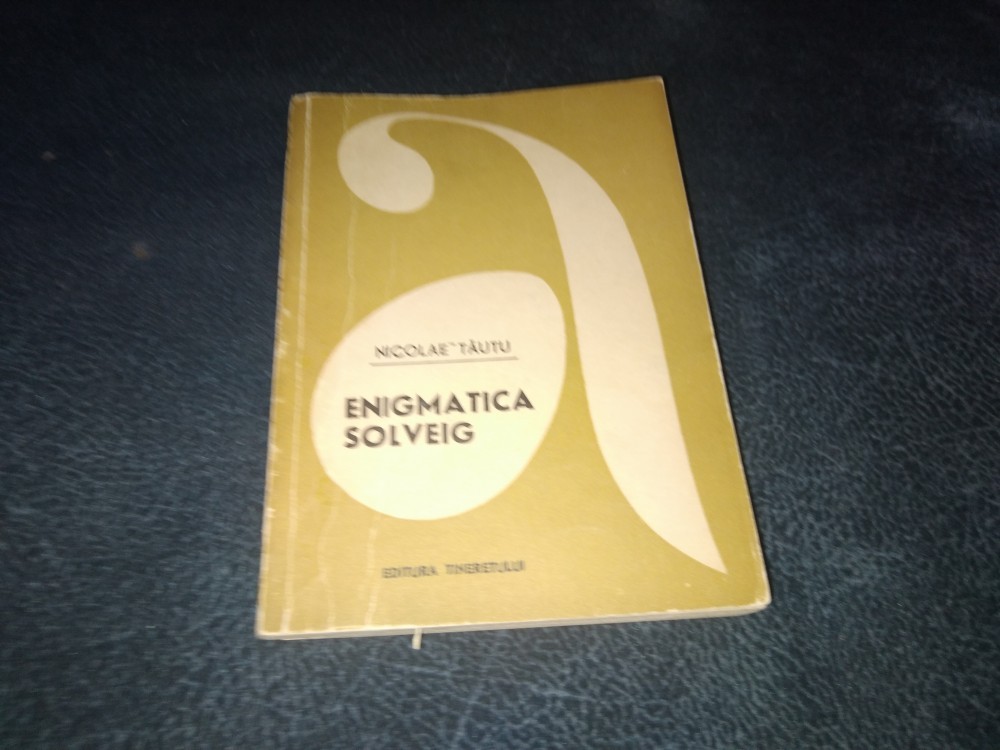 NICOLAE TĂUTU
ENIGMATICA
SOLVEIG
EDITURA TINERETULUI